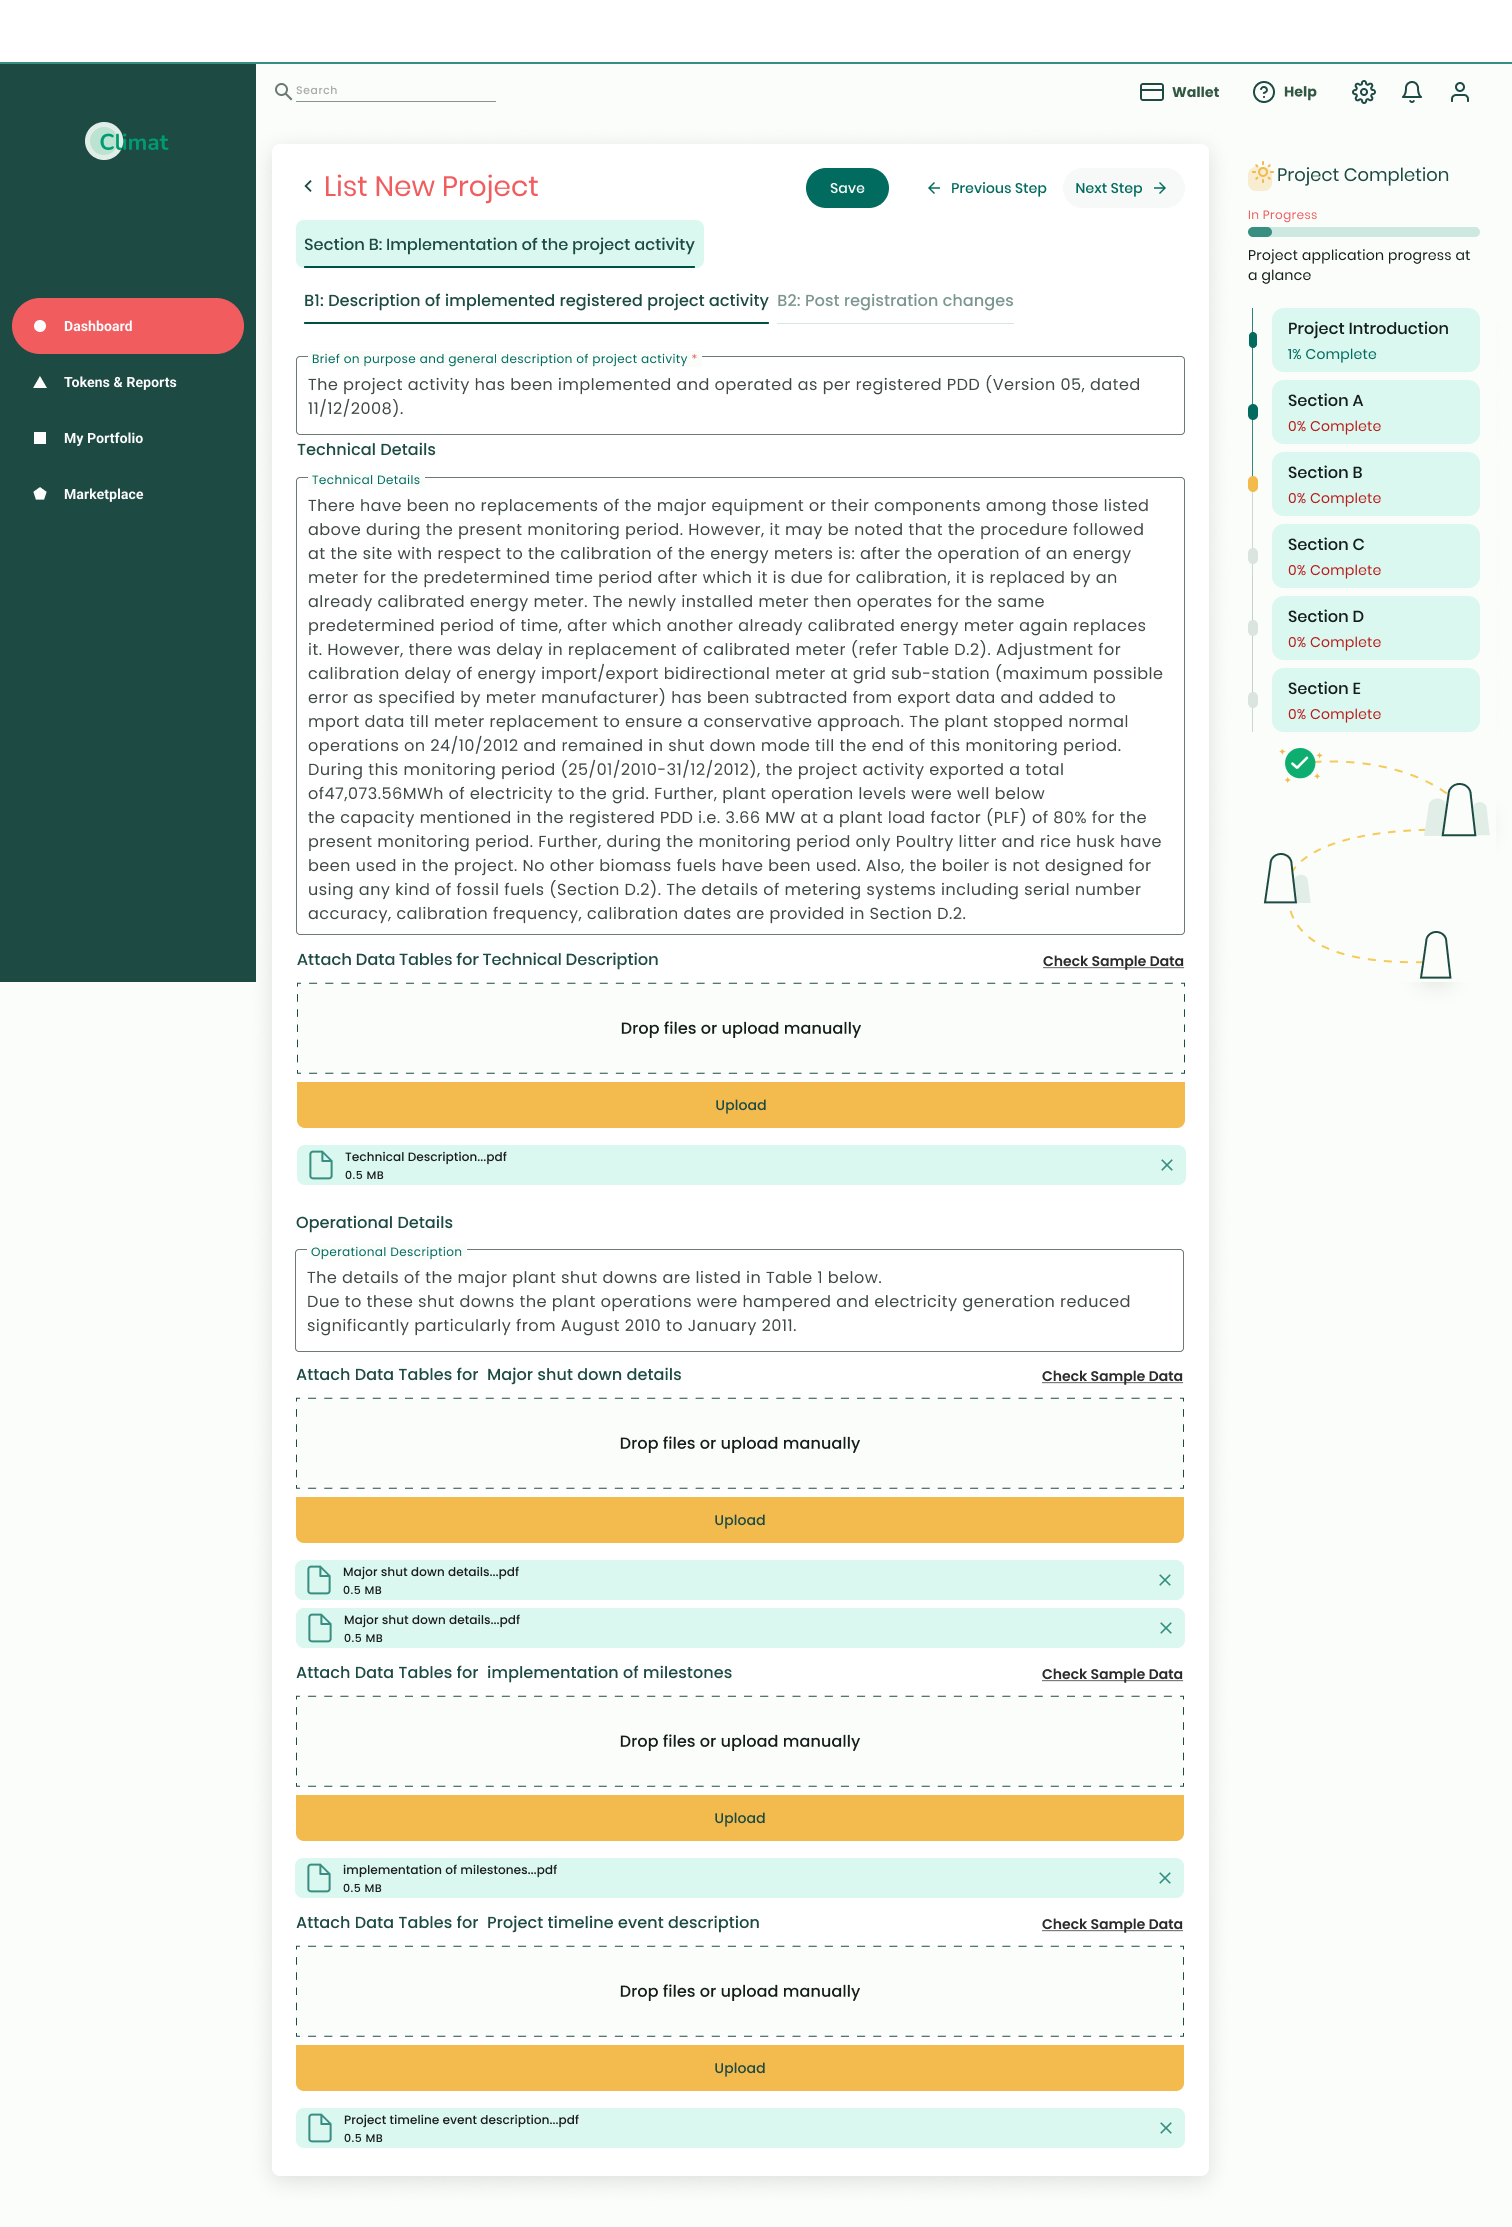 Search
Wallet
Help
Climat
Dashboard
Tokens & Reports
My Portfolio
Marketplace
List New Project
Save
Previous Step
Next Step
Section B: Implementation of the project activity
B1: Description of implemented registered project activity
B2: Post registration changes
Brief on purpose and general description of project activity *
The project activity has been implemented and operated as per registered PDD (Version 05, dated
11/12/2008).
Technical Details
Technical Details
There have been no replacements of the major equipment or their components among those listed
above during the present monitoring period. However, it may be noted that the procedure followed
at the site with respect to the calibration of the energy meters is: after the operation of an energy
meter for the predetermined time period after which it is due for calibration, it is replaced by an
already calibrated energy meter. The newly installed meter then operates for the same
predetermined period of time, after which another already calibrated energy meter again replaces
it. However, there was delay in replacement of calibrated meter (refer Table D.2). Adjustment for
calibration delay of energy import/export bidirectional meter at grid sub-station (maximum possible
error as specified by meter manufacturer) has been subtracted from export data and added to
mport data till meter replacement to ensure a conservative approach. The plant stopped normal
operations on 24/10/2012 and remained in shut down mode till the end of this monitoring period.
During this monitoring period (25/01/2010-31/12/2012), the project activity exported a total
of47,073.56MWh of electricity to the grid. Further, plant operation levels were well below
the capacity mentioned in the registered PDD i.e. 3.66 MW at a plant load factor (PLF) of 80% for the
present monitoring period. Further, during the monitoring period only Poultry litter and rice husk have
been used in the project. No other biomass fuels have been used. Also, the boiler is not designed for
using any kind of fossil fuels (Section D.2). The details of metering systems including serial number
accuracy, calibration frequency, calibration dates are provided in Section D.2.
Attach Data Tables for Technical Description
Check Sample Data
Drop files or upload manually
Upload
Technical Description...pdf
0.5 MB
Operational Details
Operational Description
The details of the major plant shut downs are listed in Table 1 below.
Due to these shut downs the plant operations were hampered and electricity generation reduced
significantly particularly from August 2010 to January 2011.
Attach Data Tables for  Major shut down details
Check Sample Data
Drop files or upload manually
Upload
Major shut down details...pdf
0.5 MB
Major shut down details...pdf
0.5 MB
Attach Data Tables for  implementation of milestones
Check Sample Data
Drop files or upload manually
Upload
implementation of milestones...pdf
0.5 MB
Attach Data Tables for  Project timeline event description
Check Sample Data
Drop files or upload manually
Upload
Project timeline event description...pdf
0.5 MB
Project Completion
In Progress
Project application progress at
a glance
Project Introduction
1% Complete
Section A
0% Complete
Section B
0% Complete
Section C
0% Complete
Section D
0% Complete
Section E
0% Complete